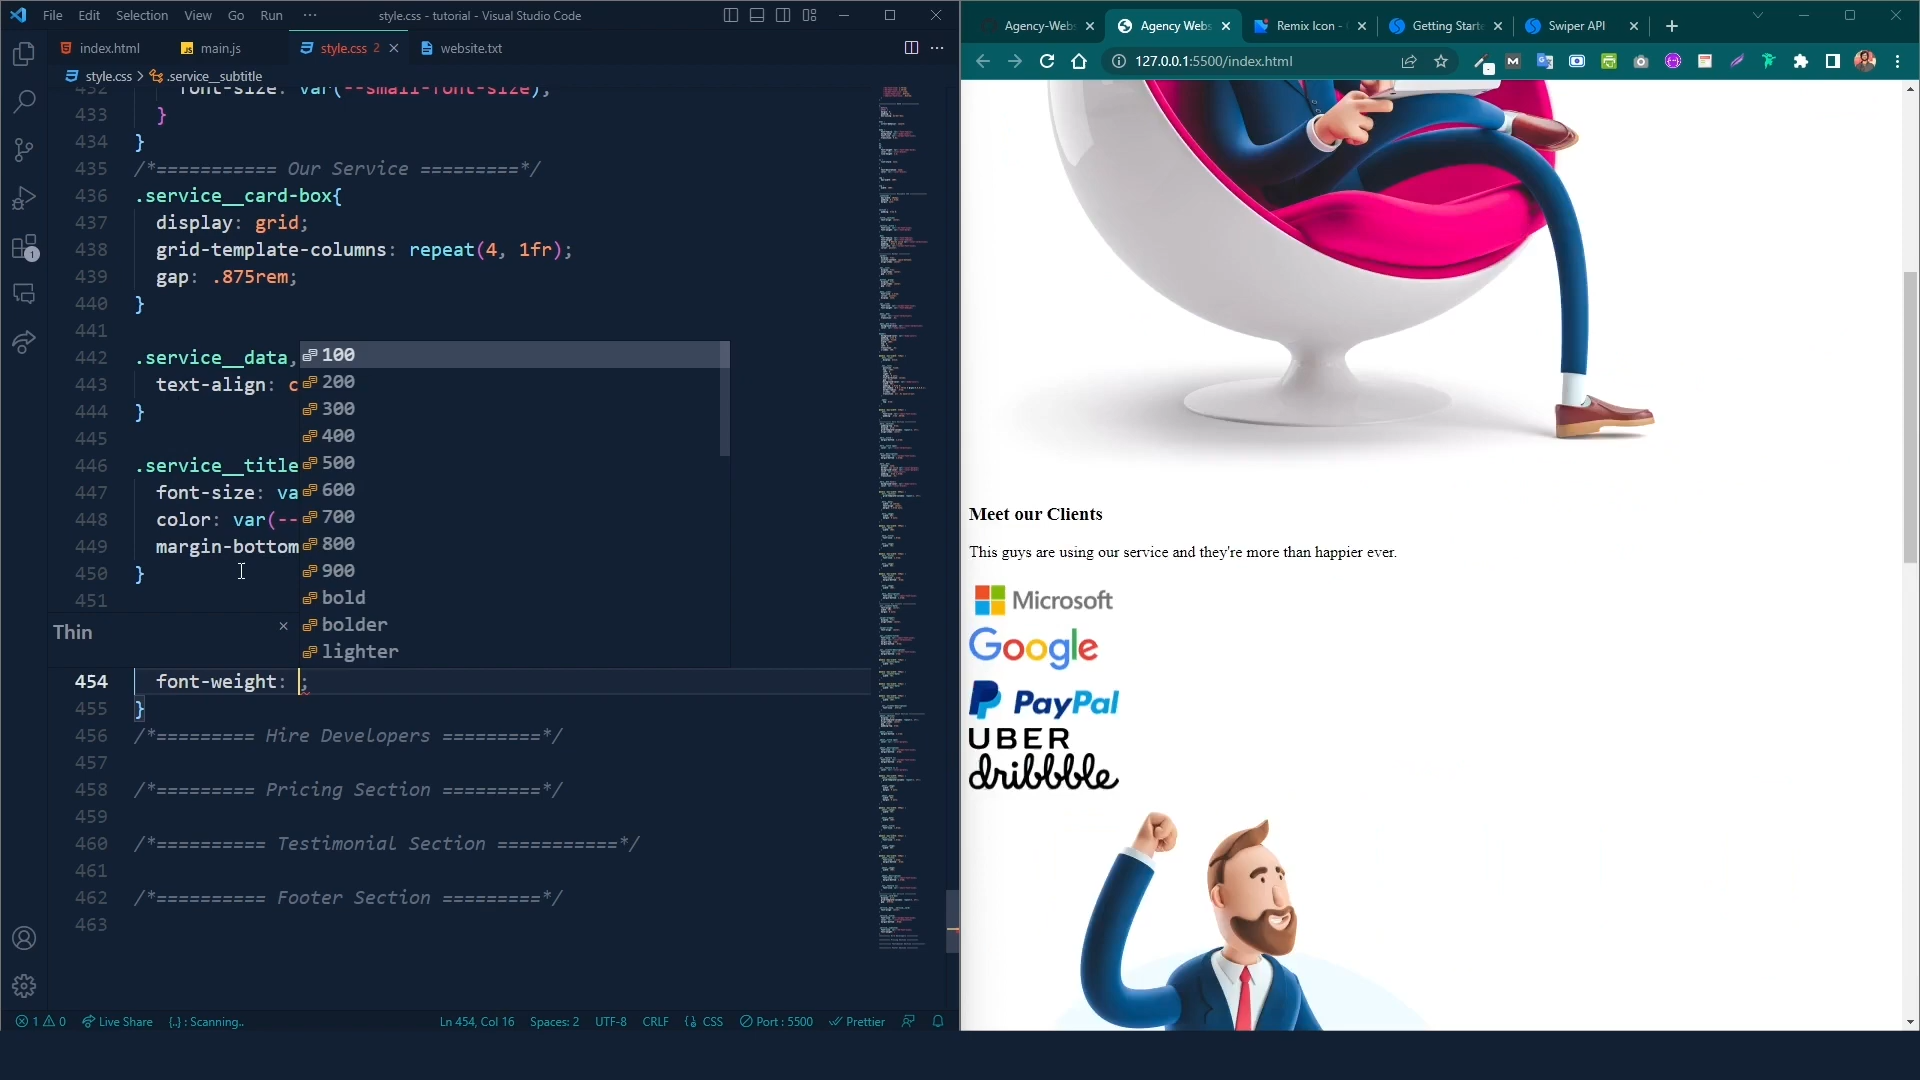 File Edit Selection View Go Run ··· style.css - tutorial - Visual Studio Code
index.html main.js style.css 2 website.txt
style.css > .service__subtitle
432 font-size: var(--small-font-size);
433 }
434 }
435 /*=========== Our Service =========*/
436 .service__card-box{
437 display: grid;
438 grid-template-columns: repeat(4, 1fr);
439 gap: .875rem;
440 }
441
442 .service__data,
443 text-align: c
444 }
445
446 .service__title
447 font-size: va
448 color: var(--
449 margin-bottom
450 }
451
100
200
300
400
500
600
700
800
900
bold
bolder
lighter
Thin
454 font-weight: ;
455 }
456 /*========= Hire Developers =========*/
457
458 /*========= Pricing Section =========*/
459
460 /*========== Testimonial Section ===========*/
461
462 /*========= Footer Section =========*/
463
1 0 Live Share {..} : Scanning.. Ln 454, Col 16 Spaces: 2 UTF-8 CRLF CSS Port : 5500 Prettier
Agency-Webs Agency Webs Remix Icon - Getting Starte Swiper API
127.0.0.1:5500/index.html
Meet our Clients
This guys are using our service and they're more than happier ever.
Microsoft
Google
PayPal
UBER
dribbble